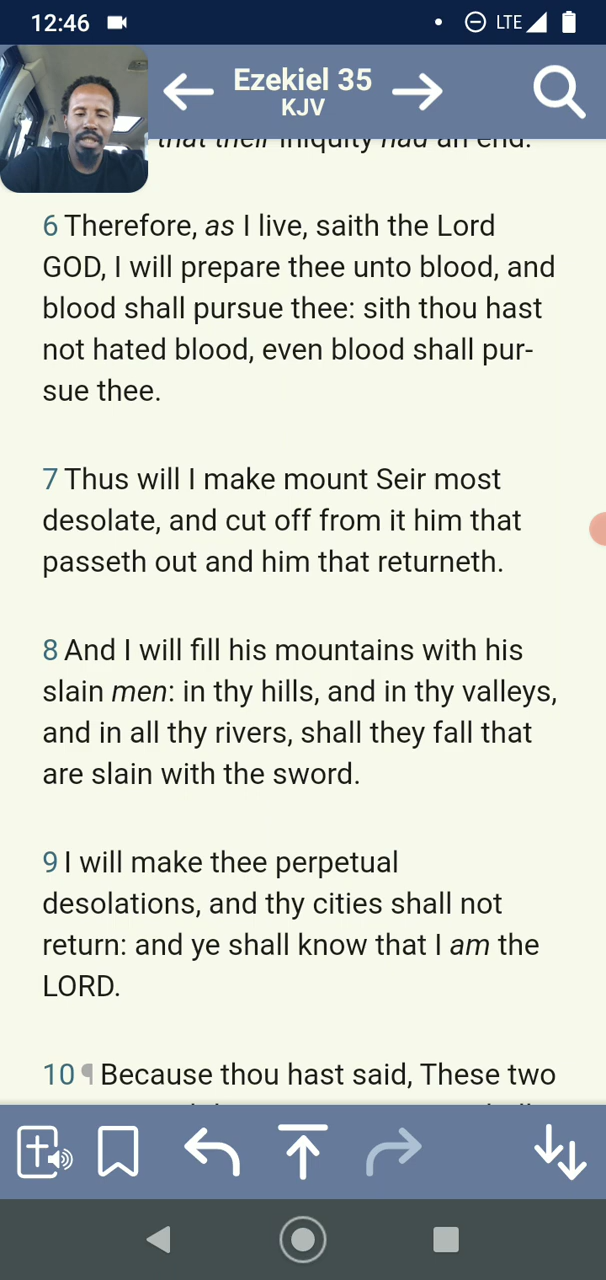 12:46
LTE
Ezekiel 35
KJV
that their iniquity had an end.
6 Therefore, as I live, saith the Lord
GOD, I will prepare thee unto blood, and
blood shall pursue thee: sith thou hast
not hated blood, even blood shall pur-
sue thee.
7 Thus will I make mount Seir most
desolate, and cut off from it him that
passeth out and him that returneth.
8 And I will fill his mountains with his
slain men: in thy hills, and in thy valleys,
and in all thy rivers, shall they fall that
are slain with the sword.
9 I will make thee perpetual
desolations, and thy cities shall not
return: and ye shall know that I am the
LORD.
10 ¶ Because thou hast said, These two